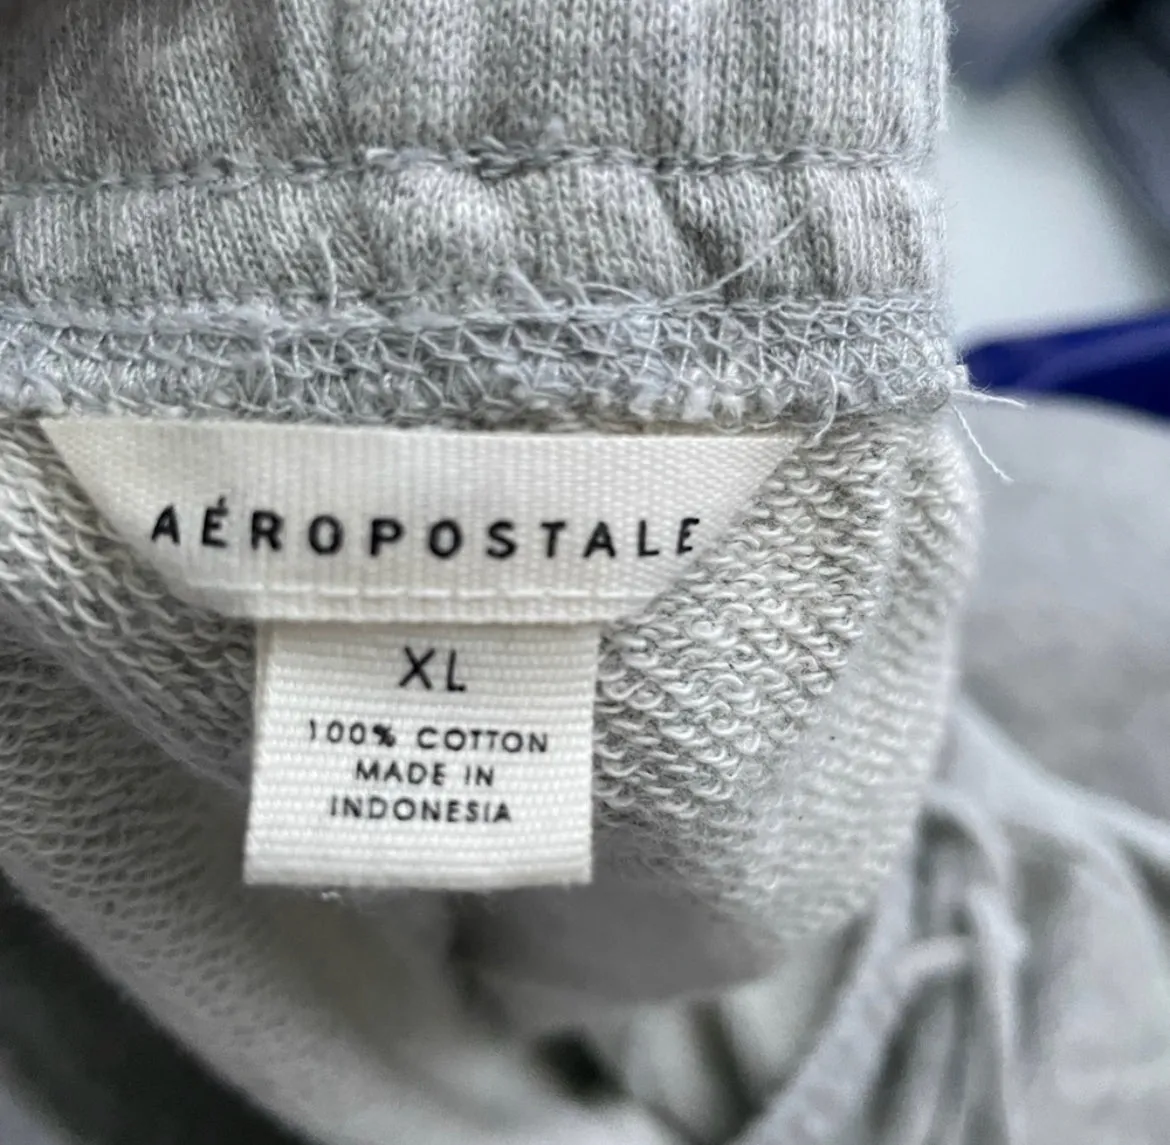 AÉROPOSTALE
XL
100% COTTON
MADE IN
INDONESIA